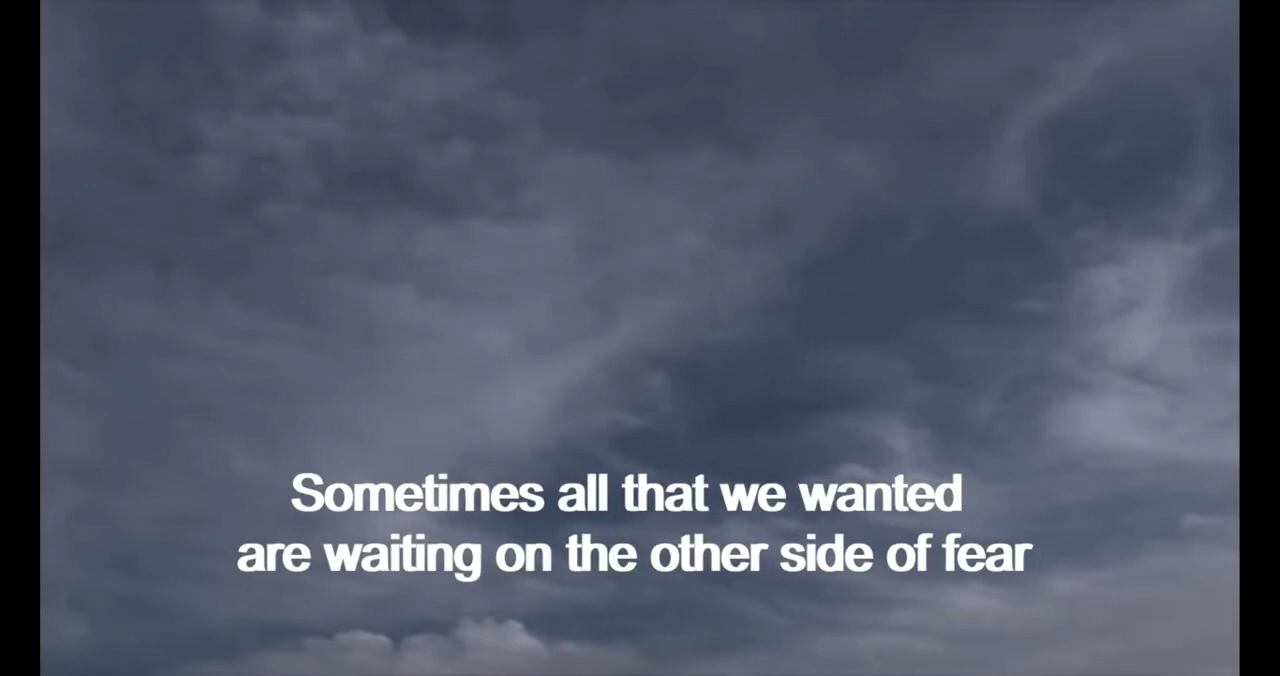 Sometimes all that we wanted
are waiting on the other side of fear